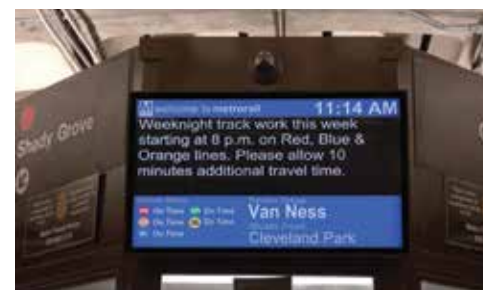 Shady Grove
M welcome to metrorail 11:14 AM
Weeknight track work this week
starting at 8 p.m. on Red, Blue &
Orange lines. Please allow 10
minutes additional travel time.
On Time On Time
On Time On Time
On Time
Van Ness
Cleveland Park